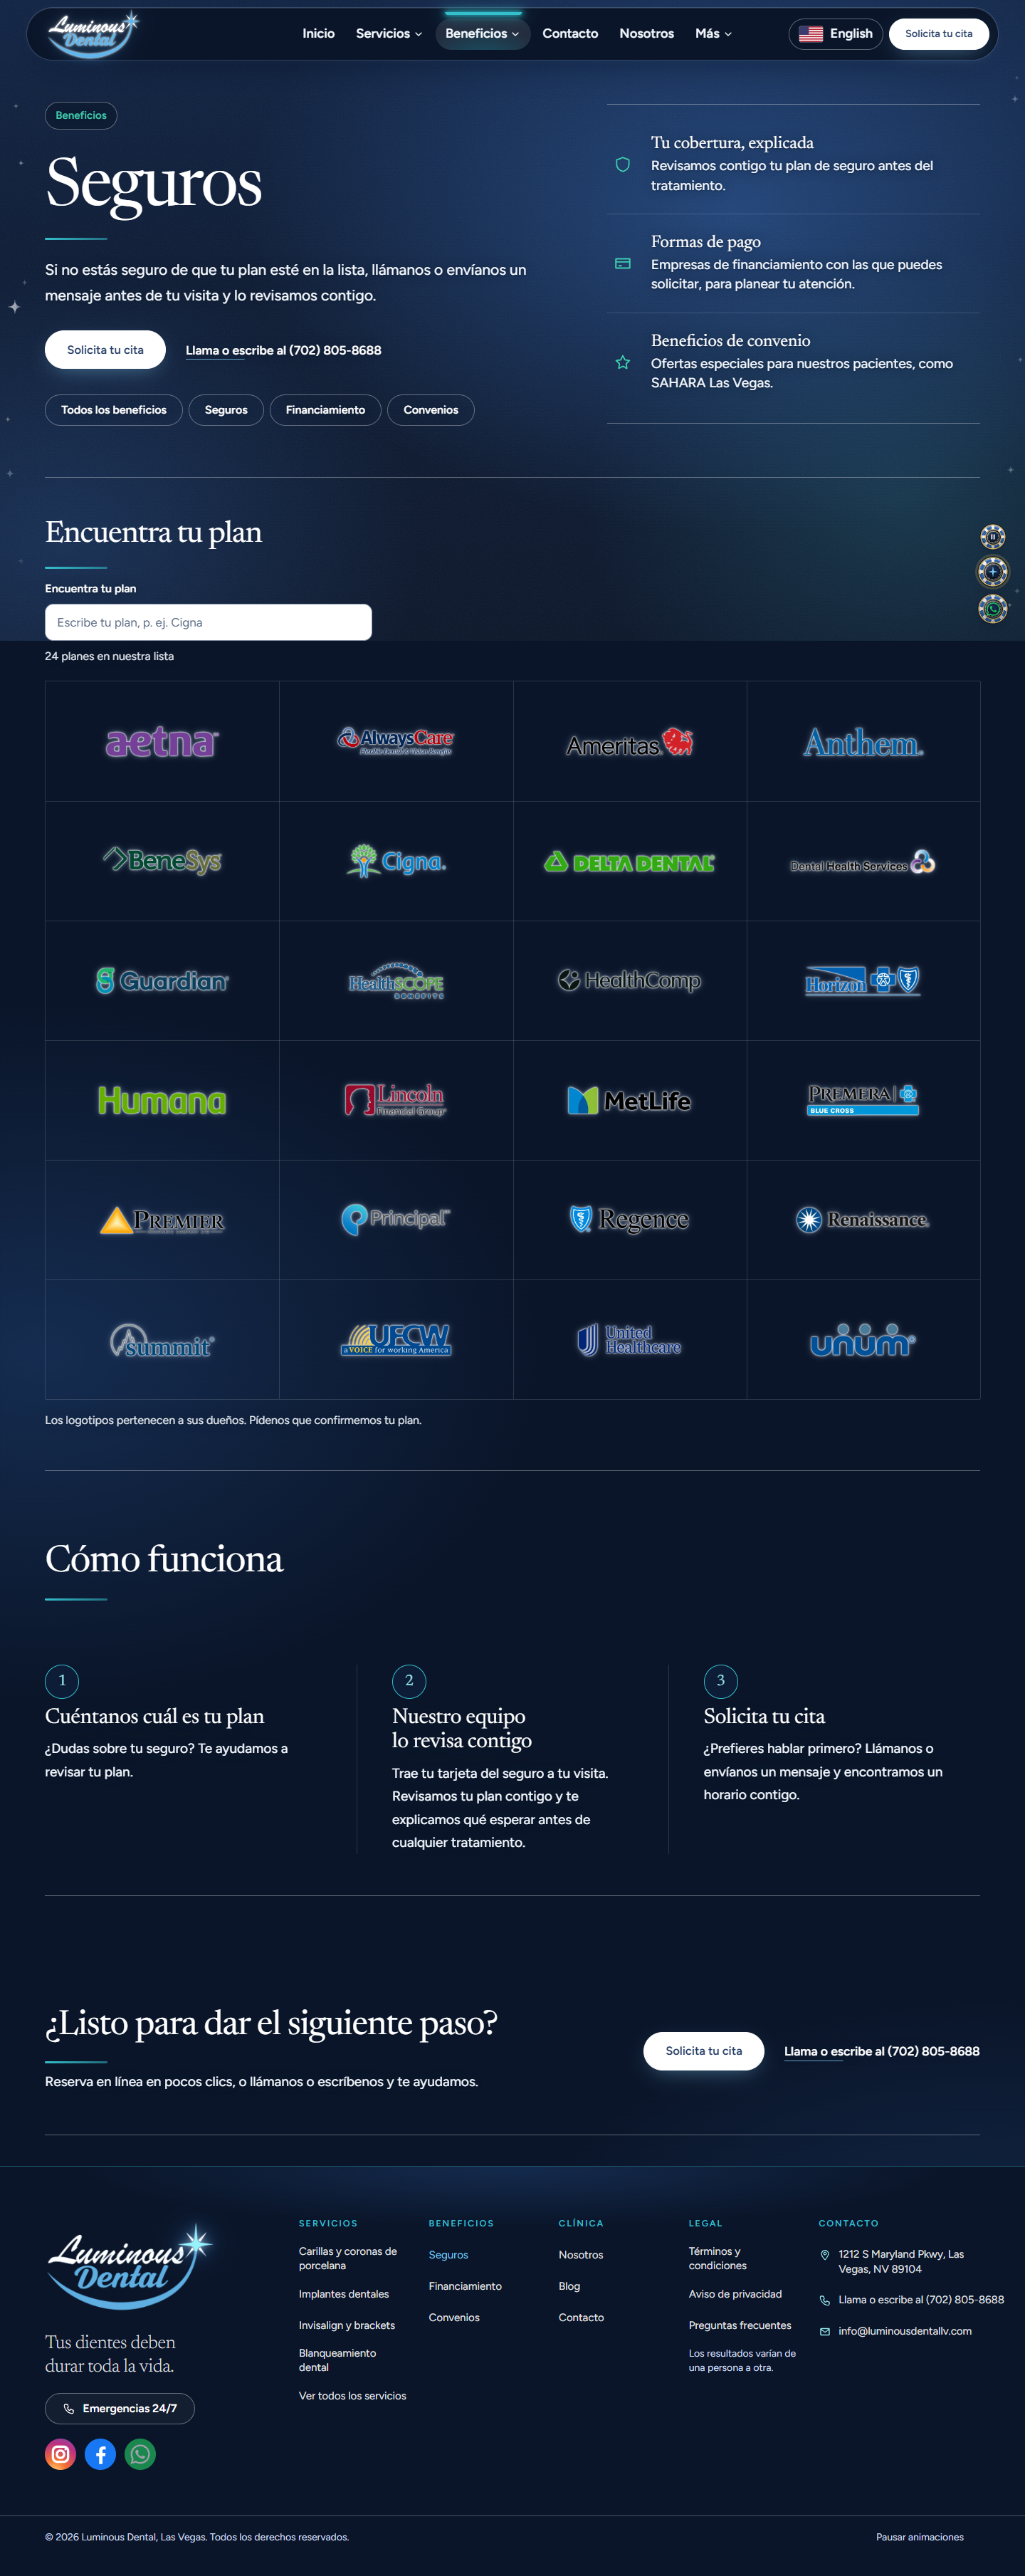 Luminous
Dental
Inicio
Servicios
Beneficios
Contacto
Nosotros
Más
English
Solicita tu cita
Beneficios
Seguros
Si no estás seguro de que tu plan esté en la lista, llámanos o envíanos un
mensaje antes de tu visita y lo revisamos contigo.
Solicita tu cita
Llama o escribe al (702) 805-8688
Todos los beneficios
Seguros
Financiamiento
Convenios
Tu cobertura, explicada
Revisamos contigo tu plan de seguro antes del
tratamiento.
Formas de pago
Empresas de financiamiento con las que puedes
solicitar, para planear tu atención.
Beneficios de convenio
Ofertas especiales para nuestros pacientes, como
SAHARA Las Vegas.
Encuentra tu plan
Encuentra tu plan
Escribe tu plan, p. ej. Cigna
24 planes en nuestra lista
aetna
AlwaysCare
Flexible Dental & Vision Benefits
Ameritas
Anthem
BeneSys
Cigna.
DELTA DENTAL
Dental Health Services
Guardian
HealthSCOPE
BENEFITS
HealthComp
Horizon
Humana
Lincoln
Financial Group
MetLife
PREMERA
BLUE CROSS
PREMIER
Principal
Regence
Renaissance.
Summit
UFCW
a VOICE for working America
United
Healthcare
unum
Los logotipos pertenecen a sus dueños. Pídenos que confirmemos tu plan.
Cómo funciona
1
Cuéntanos cuál es tu plan
¿Dudas sobre tu seguro? Te ayudamos a
revisar tu plan.
2
Nuestro equipo
lo revisa contigo
Trae tu tarjeta del seguro a tu visita.
Revisamos tu plan contigo y te
explicamos qué esperar antes de
cualquier tratamiento.
3
Solicita tu cita
¿Prefieres hablar primero? Llámanos o
envíanos un mensaje y encontramos un
horario contigo.
¿Listo para dar el siguiente paso?
Reserva en línea en pocos clics, o llámanos o escríbenos y te ayudamos.
Solicita tu cita
Llama o escribe al (702) 805-8688
Luminous
Dental
Tus dientes deben
durar toda la vida.
Emergencias 24/7
SERVICIOS
Carillas y coronas de
porcelana
Implantes dentales
Invisalign y brackets
Blanqueamiento
dental
Ver todos los servicios
BENEFICIOS
Seguros
Financiamiento
Convenios
CLÍNICA
Nosotros
Blog
Contacto
LEGAL
Términos y
condiciones
Aviso de privacidad
Preguntas frecuentes
Los resultados varían de
una persona a otra.
CONTACTO
1212 S Maryland Pkwy, Las
Vegas, NV 89104
Llama o escribe al (702) 805-8688
info@luminousdentallv.com
© 2026 Luminous Dental, Las Vegas. Todos los derechos reservados.
Pausar animaciones